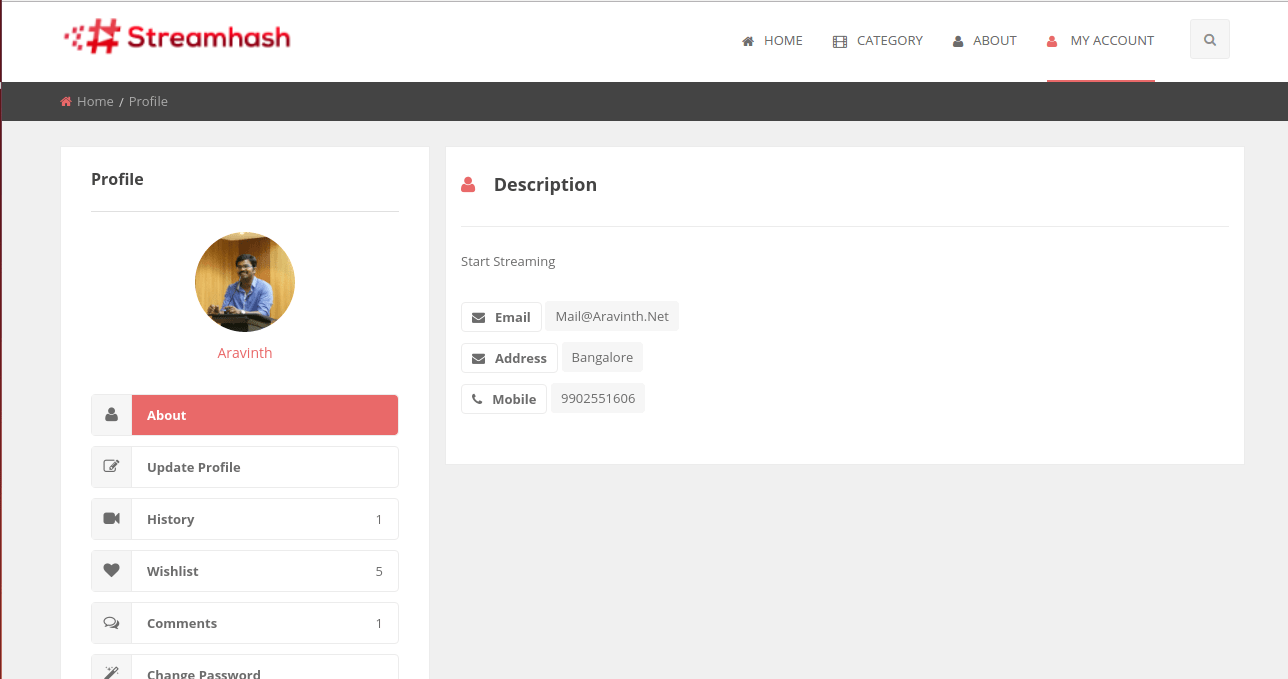 Streamhash
HOME CATEGORY ABOUT MY ACCOUNT
Home / Profile
Profile
Aravinth
About
Update Profile
History 1
Wishlist 5
Comments 1
Change Password
Description
Start Streaming
Email Mail@Aravinth.Net
Address Bangalore
Mobile 9902551606